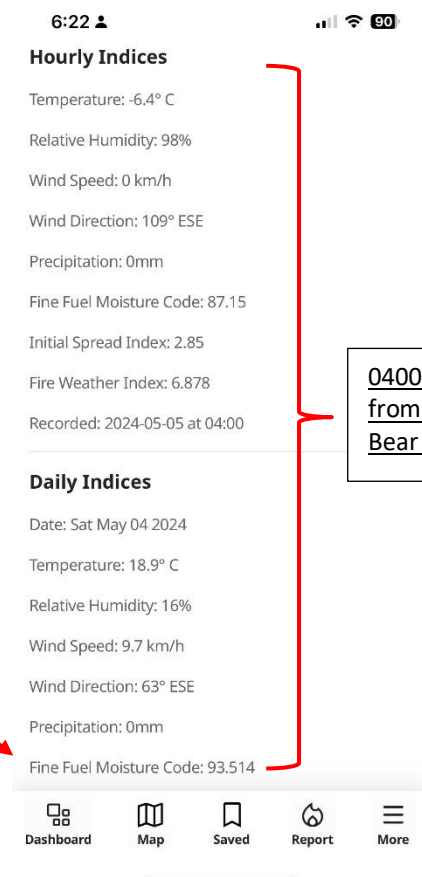 6:22
90
Hourly Indices
Temperature: -6.4° C
Relative Humidity: 98%
Wind Speed: 0 km/h
Wind Direction: 109° ESE
Precipitation: 0mm
Fine Fuel Moisture Code: 87.15
Initial Spread Index: 2.85
Fire Weather Index: 6.878
Recorded: 2024-05-05 at 04:00
0400
from
Bear
Daily Indices
Date: Sat May 04 2024
Temperature: 18.9° C
Relative Humidity: 16%
Wind Speed: 9.7 km/h
Wind Direction: 63° ESE
Precipitation: 0mm
Fine Fuel Moisture Code: 93.514
Dashboard Map Saved Report More